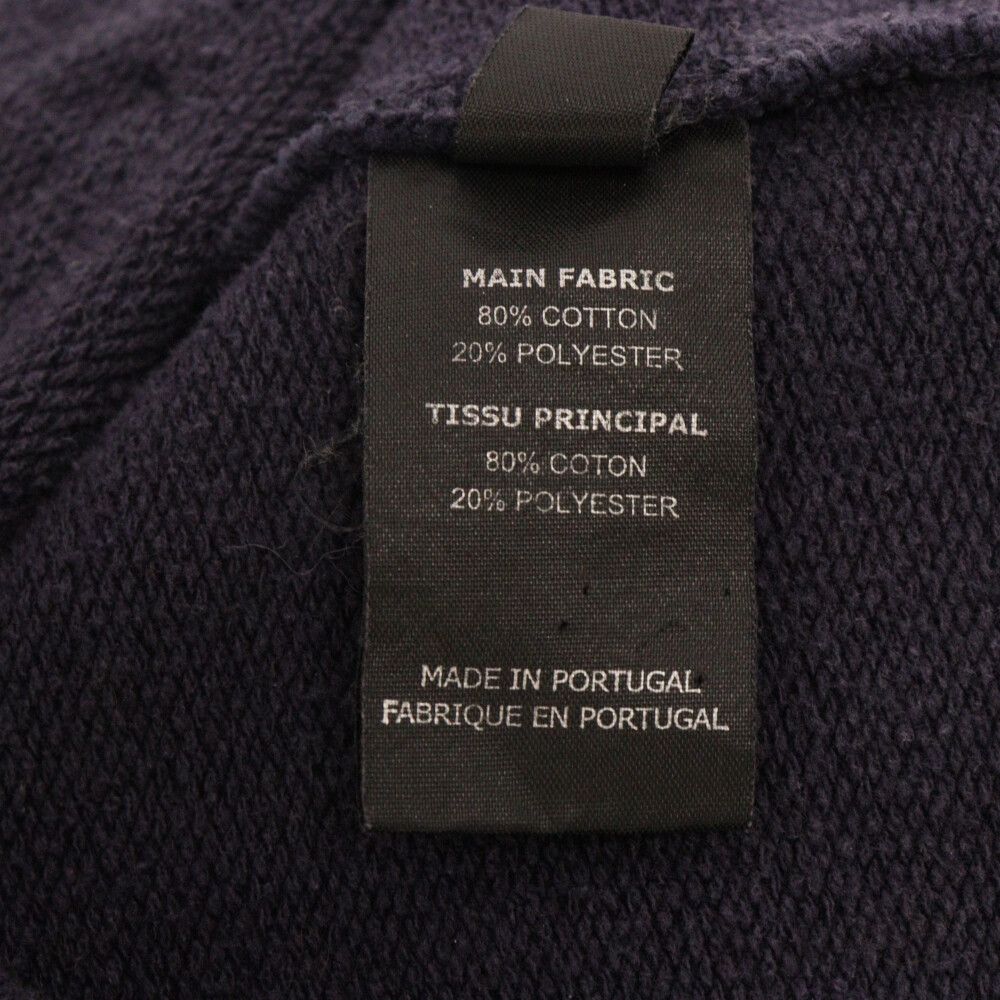 MAIN FABRIC
80% COTTON
20% POLYESTER
TISSU PRINCIPAL
80% COTON
20% POLYESTER
MADE IN PORTUGAL
FABRIQUE EN PORTUGAL